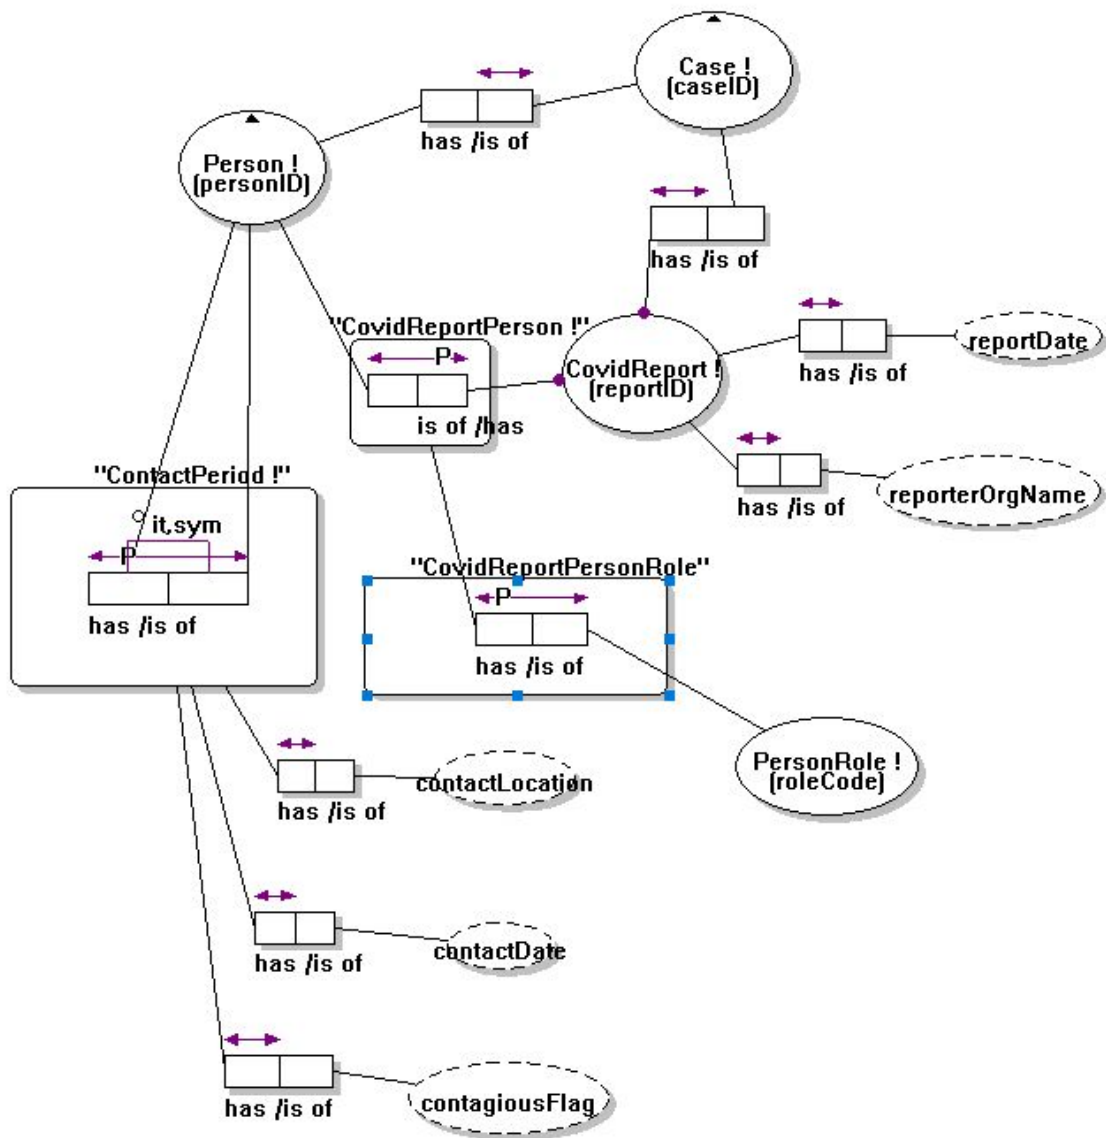 Case !
(caseID)
has /is of
Person !
(personID)
has /is of
"CovidReportPerson !"
P
is of /has
CovidReport !
(reportID)
has /is of
reportDate
has /is of
reporterOrgName
"ContactPeriod !"
it,sym
P
has /is of
"CovidReportPersonRole"
P
has /is of
PersonRole !
(roleCode)
has /is of
contactLocation
has /is of
contactDate
has /is of
contagiousFlag